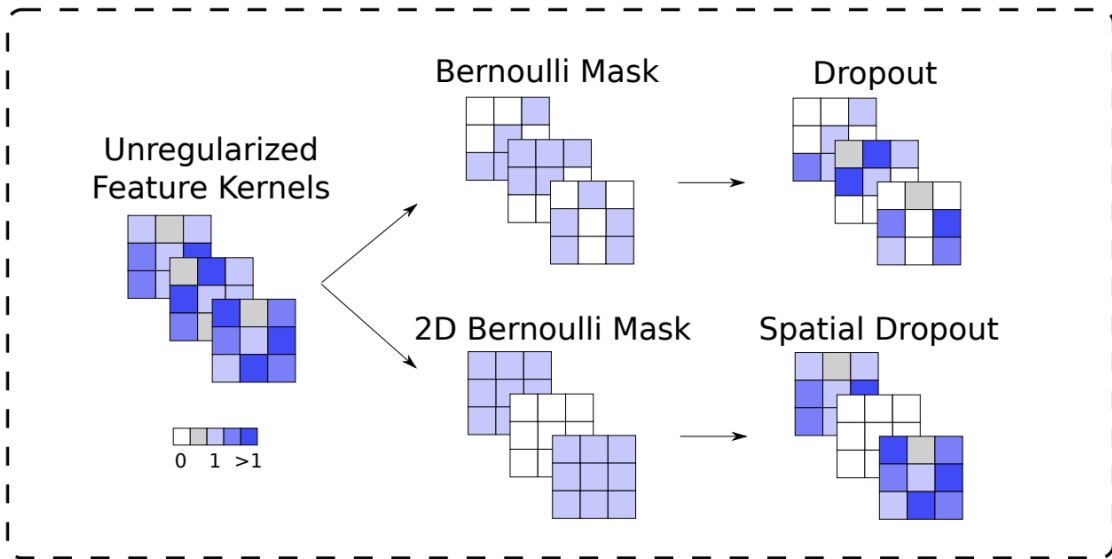 Unregularized
Feature Kernels
0 1 >1
Bernoulli Mask
Dropout
2D Bernoulli Mask
Spatial Dropout